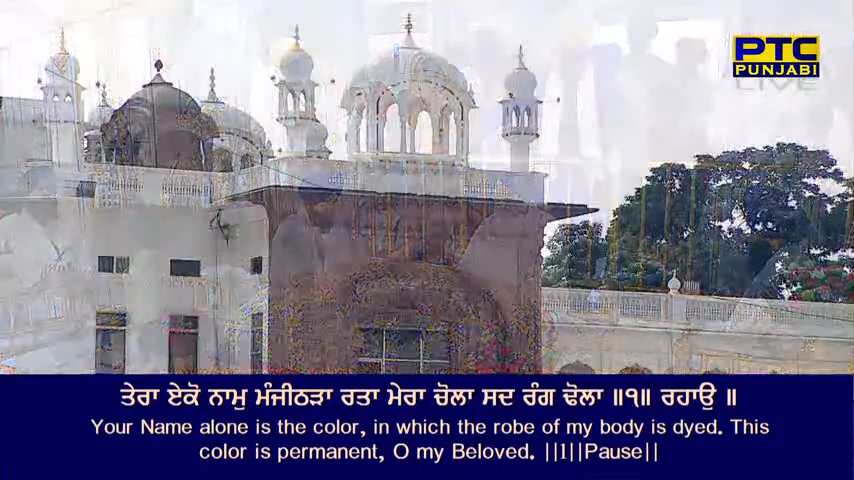 PTC
PUNJABI
LIVE
ਤੇਰਾ ਏਕੋ ਨਾਮੁ ਮੰਜੀਠੜਾ ਰਤਾ ਮੇਰਾ ਚੋਲਾ ਸਦ ਰੰਗ ਢੋਲਾ ॥੧॥ ਰਹਾਉ ॥
Your Name alone is the color, in which the robe of my body is dyed. This
color is permanent, O my Beloved. ||1||Pause||